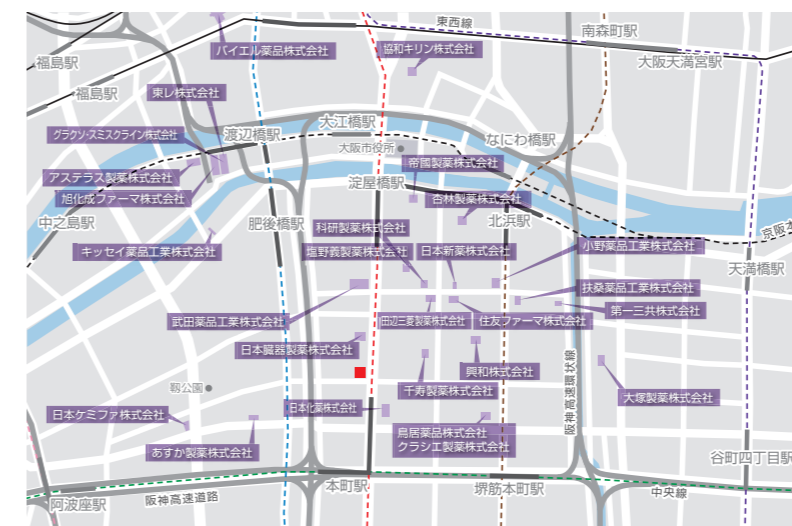 東西線
南森町駅
バイエル薬品株式会社
協和キリン株式会社
福島駅
大阪天満宮駅
福島駅
東レ株式会社
大江橋駅
グラクソ・スミスクライン株式会社
渡辺橋駅
なにわ橋駅
大阪市役所
帝國製薬株式会社
アステラス製薬株式会社
淀屋橋駅
旭化成ファーマ株式会社
杏林製薬株式会社
中之島駅
肥後橋駅
科研製薬株式会社
北浜駅
京阪本
キッセイ薬品工業株式会社
塩野義製薬株式会社
日本新薬株式会社
小野薬品工業株式会社
天満橋駅
扶桑薬品工業株式会社
武田薬品工業株式会社
田辺三菱製薬株式会社
住友ファーマ株式会社
第一三共株式会社
日本臓器製薬株式会社
興和株式会社
靱公園
千寿製薬株式会社
阪神高速環状線
大塚製薬株式会社
日本ケミファ株式会社
日本化薬株式会社
鳥居薬品株式会社
クラシエ製薬株式会社
あすか製薬株式会社
谷町四丁目駅
本町駅
堺筋本町駅
中央線
阪神高速道路
阿波座駅